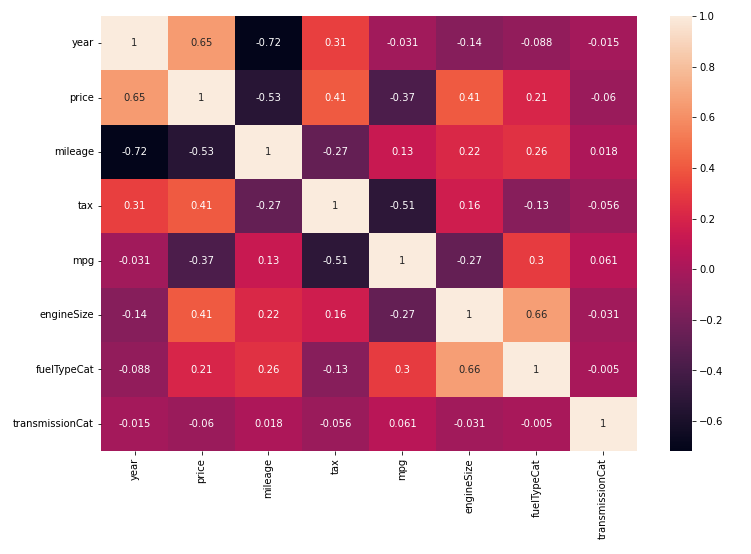 year 1 0.65 -0.72 0.31 -0.031 -0.14 -0.088 -0.015
price 0.65 1 -0.53 0.41 -0.37 0.41 0.21 -0.06
mileage -0.72 -0.53 1 -0.27 0.13 0.22 0.26 0.018
tax 0.31 0.41 -0.27 1 -0.51 0.16 -0.13 -0.056
mpg -0.031 -0.37 0.13 -0.51 1 -0.27 0.3 0.061
engineSize -0.14 0.41 0.22 0.16 -0.27 1 0.66 -0.031
fuelTypeCat -0.088 0.21 0.26 -0.13 0.3 0.66 1 -0.005
transmissionCat -0.015 -0.06 0.018 -0.056 0.061 -0.031 -0.005 1
year price mileage tax mpg engineSize fuelTypeCat transmissionCat
1.0
0.8
0.6
0.4
0.2
0.0
−0.2
−0.4
−0.6